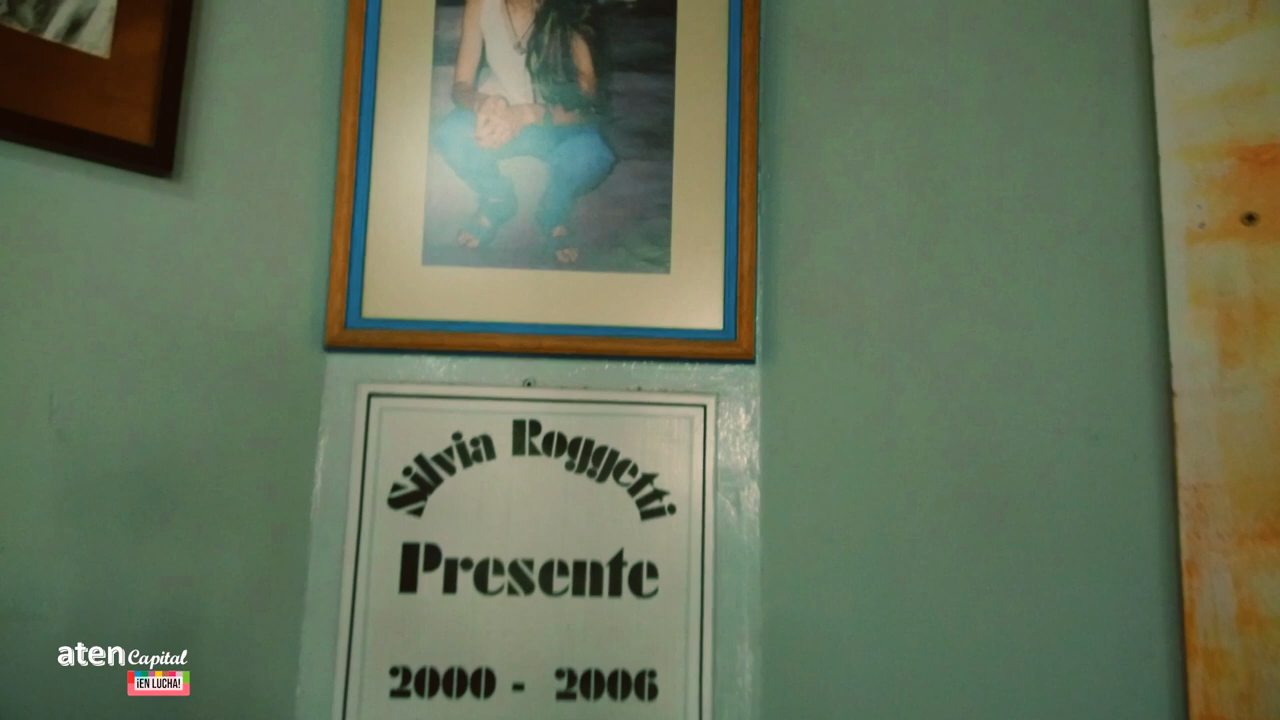 Silvia Roggetti
Presente
2000 - 2006
aten Capital
¡EN LUCHA!